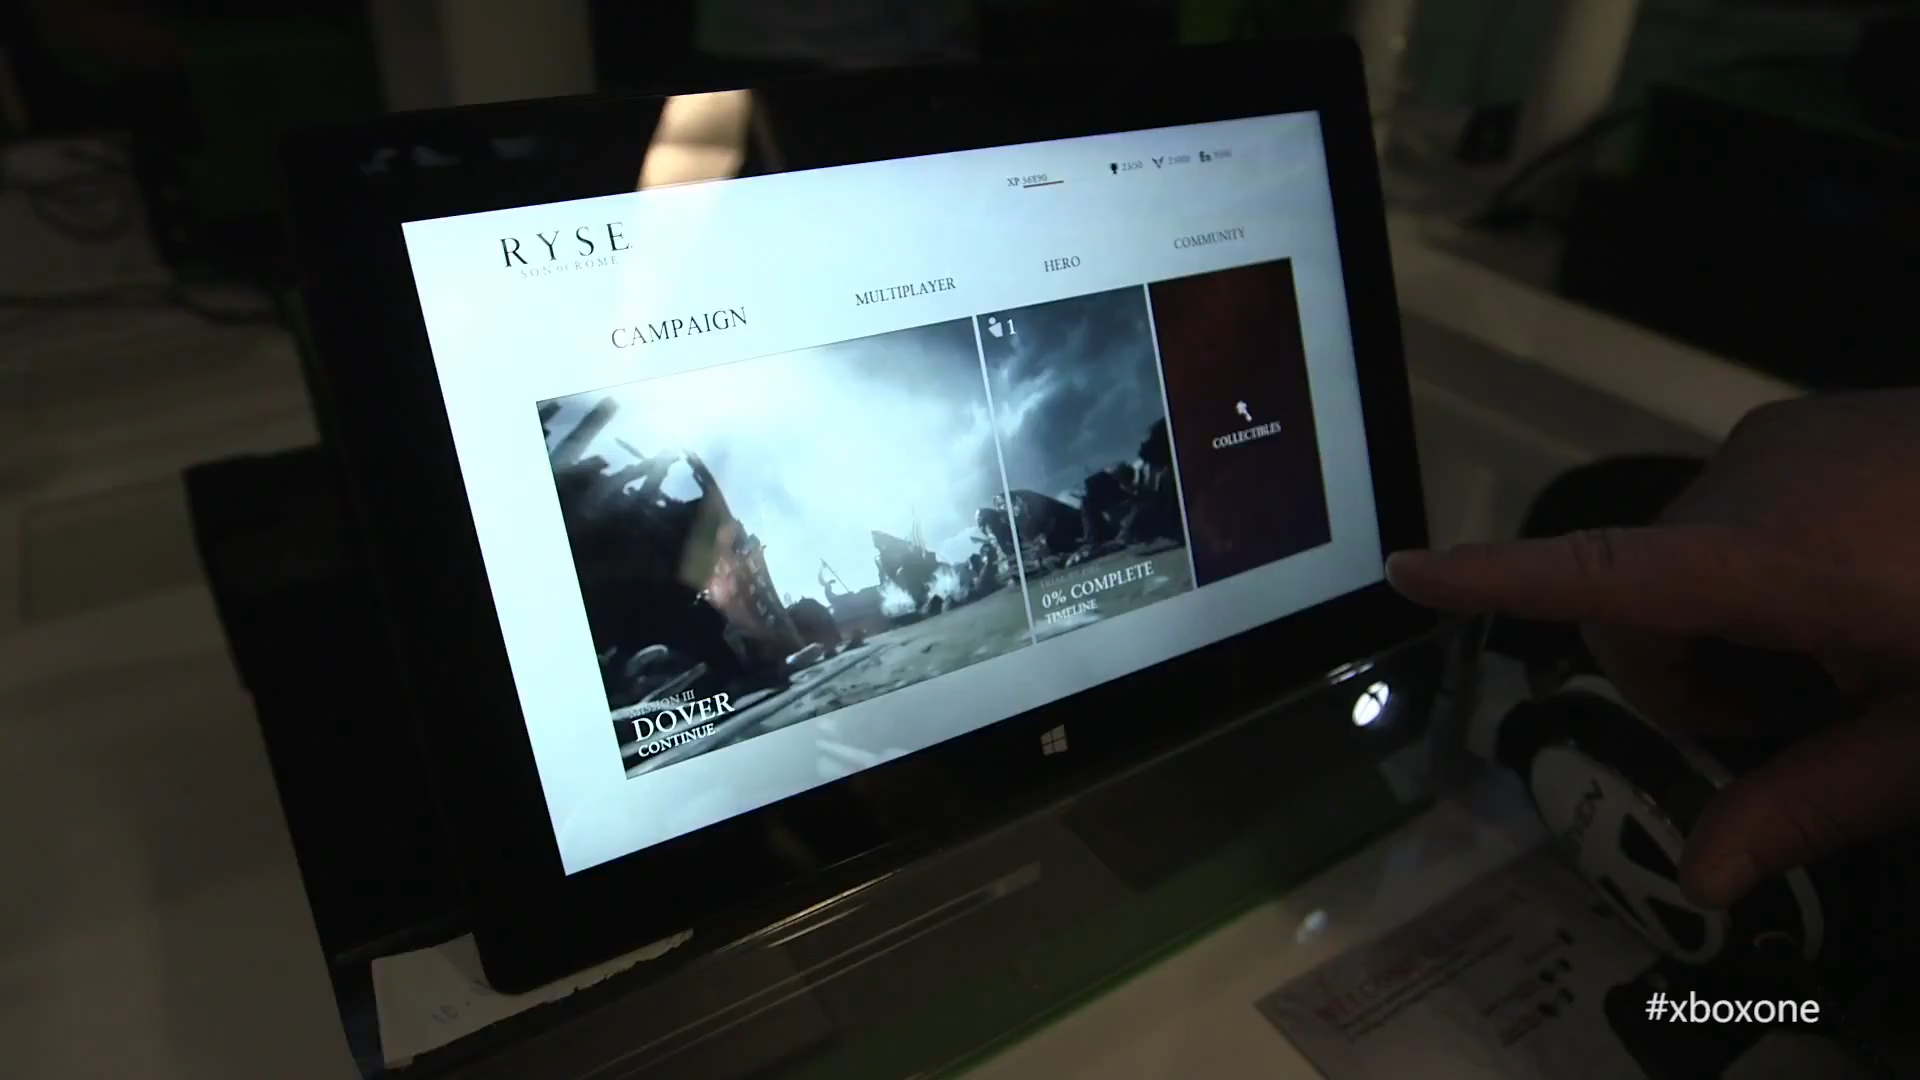 XP 56890
2350
RYSE
SON OF ROME
CAMPAIGN
MULTIPLAYER
HERO
COMMUNITY
1
COLLECTIBLES
0% COMPLETE
TIMELINE
MISSION III
DOVER
CONTINUE
#xboxone